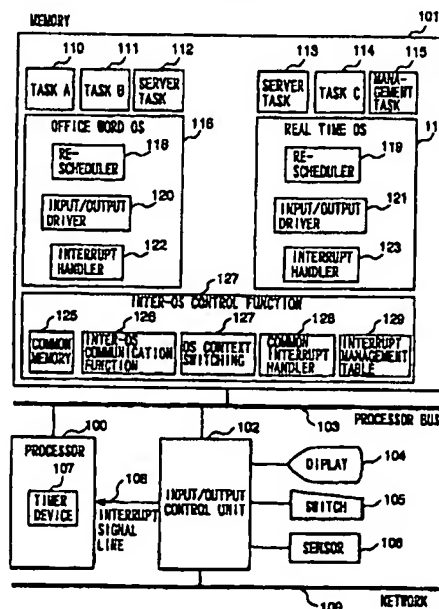 MEMORY
101
110 111 112 113 114 115
TASK A
TASK B
SERVER
TASK
SERVER
TASK
TASK C
MANA-
GEMENT
TASK
OFFICE WORD OS
116
REAL TIME OS
11
RE-
SCHEDULER
118
RE-
SCHEDULER
119
INPUT/OUTPUT
DRIVER
120
INPUT/OUTPUT
DRIVER
121
INTERRUPT
HANDLER
122
INTERRUPT
HANDLER
123
127
INTER-OS CONTROL FUNCTION
125 126 127 128 129
COMMON
MEMORY
INTER-OS
COMMUNICATION
FUNCTION
OS CONTEXT
SWITCHING
COMMON
INTERRUPT
HANDLER
INTERRUPT
MANAGEMENT
TABLE
103
PROCESSOR BUS
100
PROCESSOR
107
TIMER
DEVICE
108
INTERRUPT
SIGNAL
LINE
102
INPUT/OUTPUT
CONTROL UNIT
DIPLAY
104
SWITCH
105
SENSOR
106
109
NETWORK